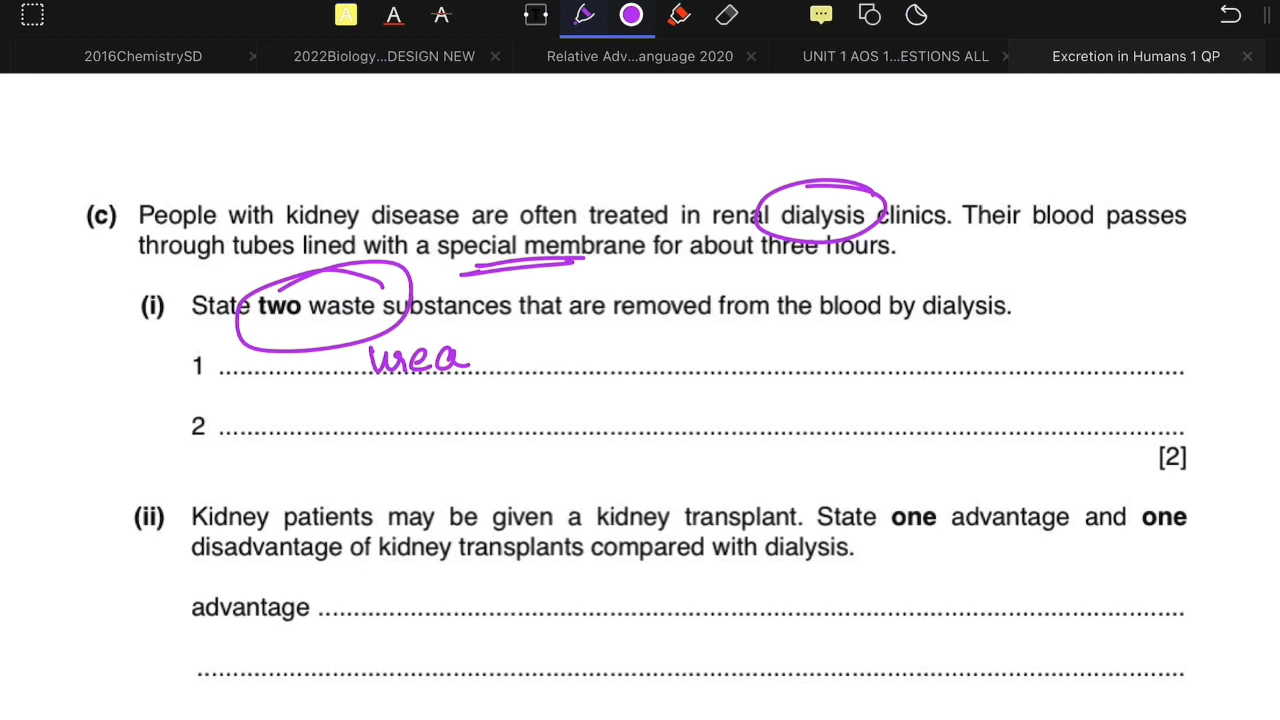 A A A T
2016ChemistrySD × 2022Biology...DESIGN NEW × Relative Adv...anguage 2020 × UNIT 1 AOS 1...ESTIONS ALL × Excretion in Humans 1 QP ×
(c) People with kidney disease are often treated in renal dialysis clinics. Their blood passes
through tubes lined with a special membrane for about three hours.
(i) State two waste substances that are removed from the blood by dialysis.
urea
1 ........................................................................
2 ........................................................................
[2]
(ii) Kidney patients may be given a kidney transplant. State one advantage and one
disadvantage of kidney transplants compared with dialysis.
advantage ........................................................................
........................................................................